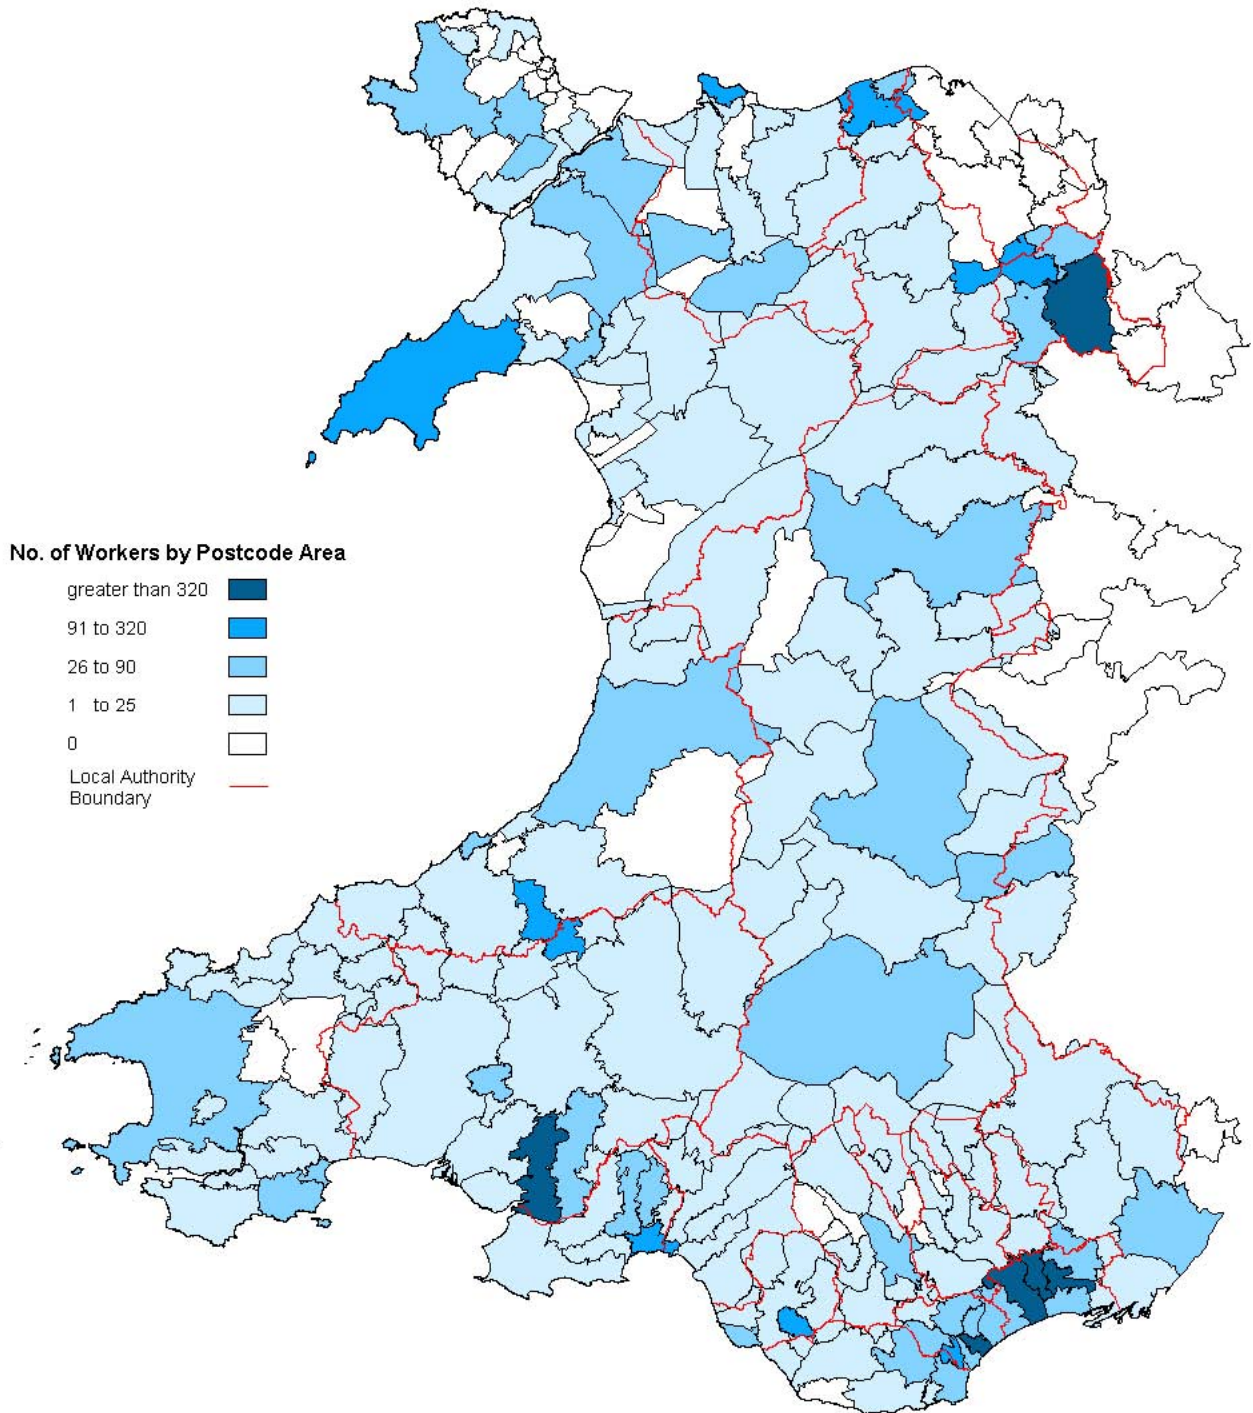 No. of Workers by Postcode Area
greater than 320
91 to 320
26 to 90
1 to 25
0
Local Authority
Boundary